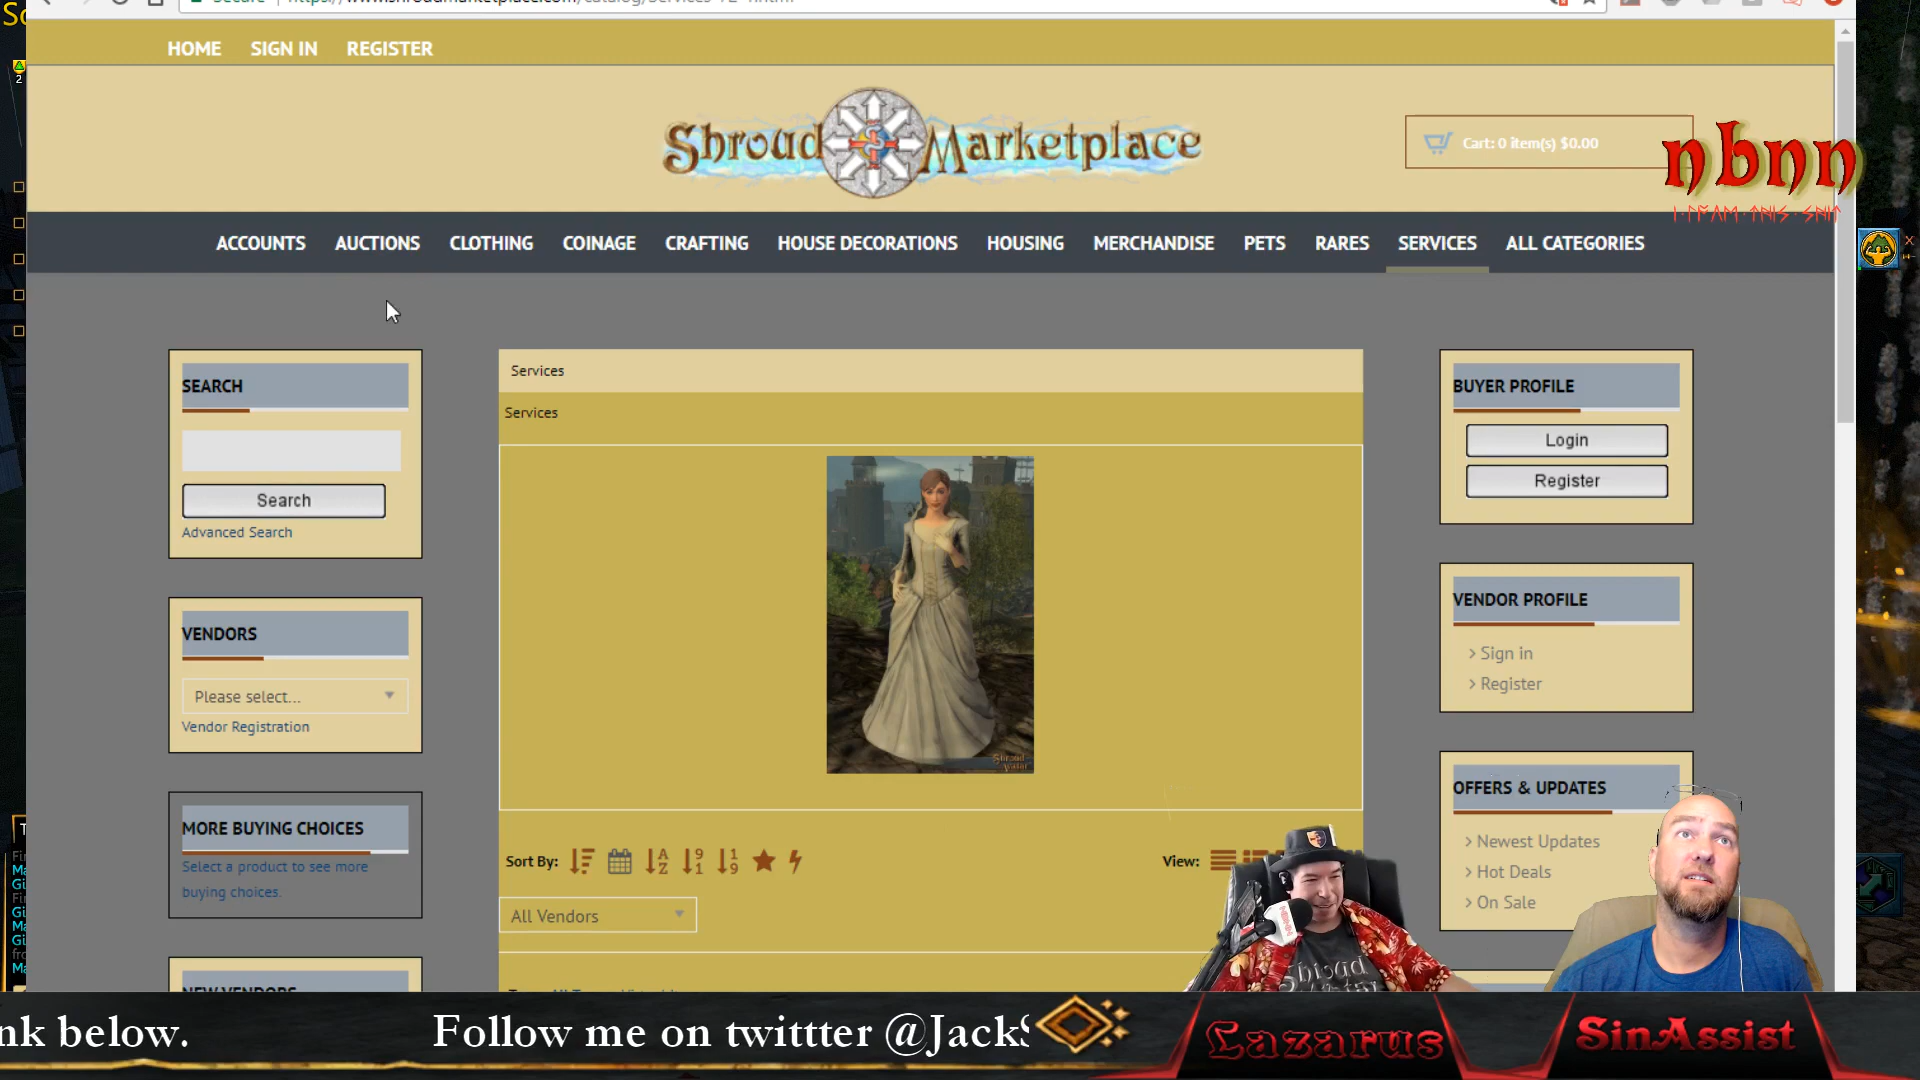 HOME SIGN IN REGISTER
Shroud Marketplace
Cart: 0 item(s) $0.00
nbnn
ACCOUNTS AUCTIONS CLOTHING COINAGE CRAFTING HOUSE DECORATIONS HOUSING MERCHANDISE PETS RARES SERVICES ALL CATEGORIES
SEARCH
Search
Advanced Search
VENDORS
Please select...
Vendor Registration
MORE BUYING CHOICES
Select a product to see more
buying choices.
NEW VENDORS
Services
Services
Sort By:
View:
All Vendors
BUYER PROFILE
Login
Register
VENDOR PROFILE
Sign in
Register
OFFERS & UPDATES
Newest Updates
Hot Deals
On Sale
nk below. Follow me on twittter @Jack
Lazarus
SinAssist